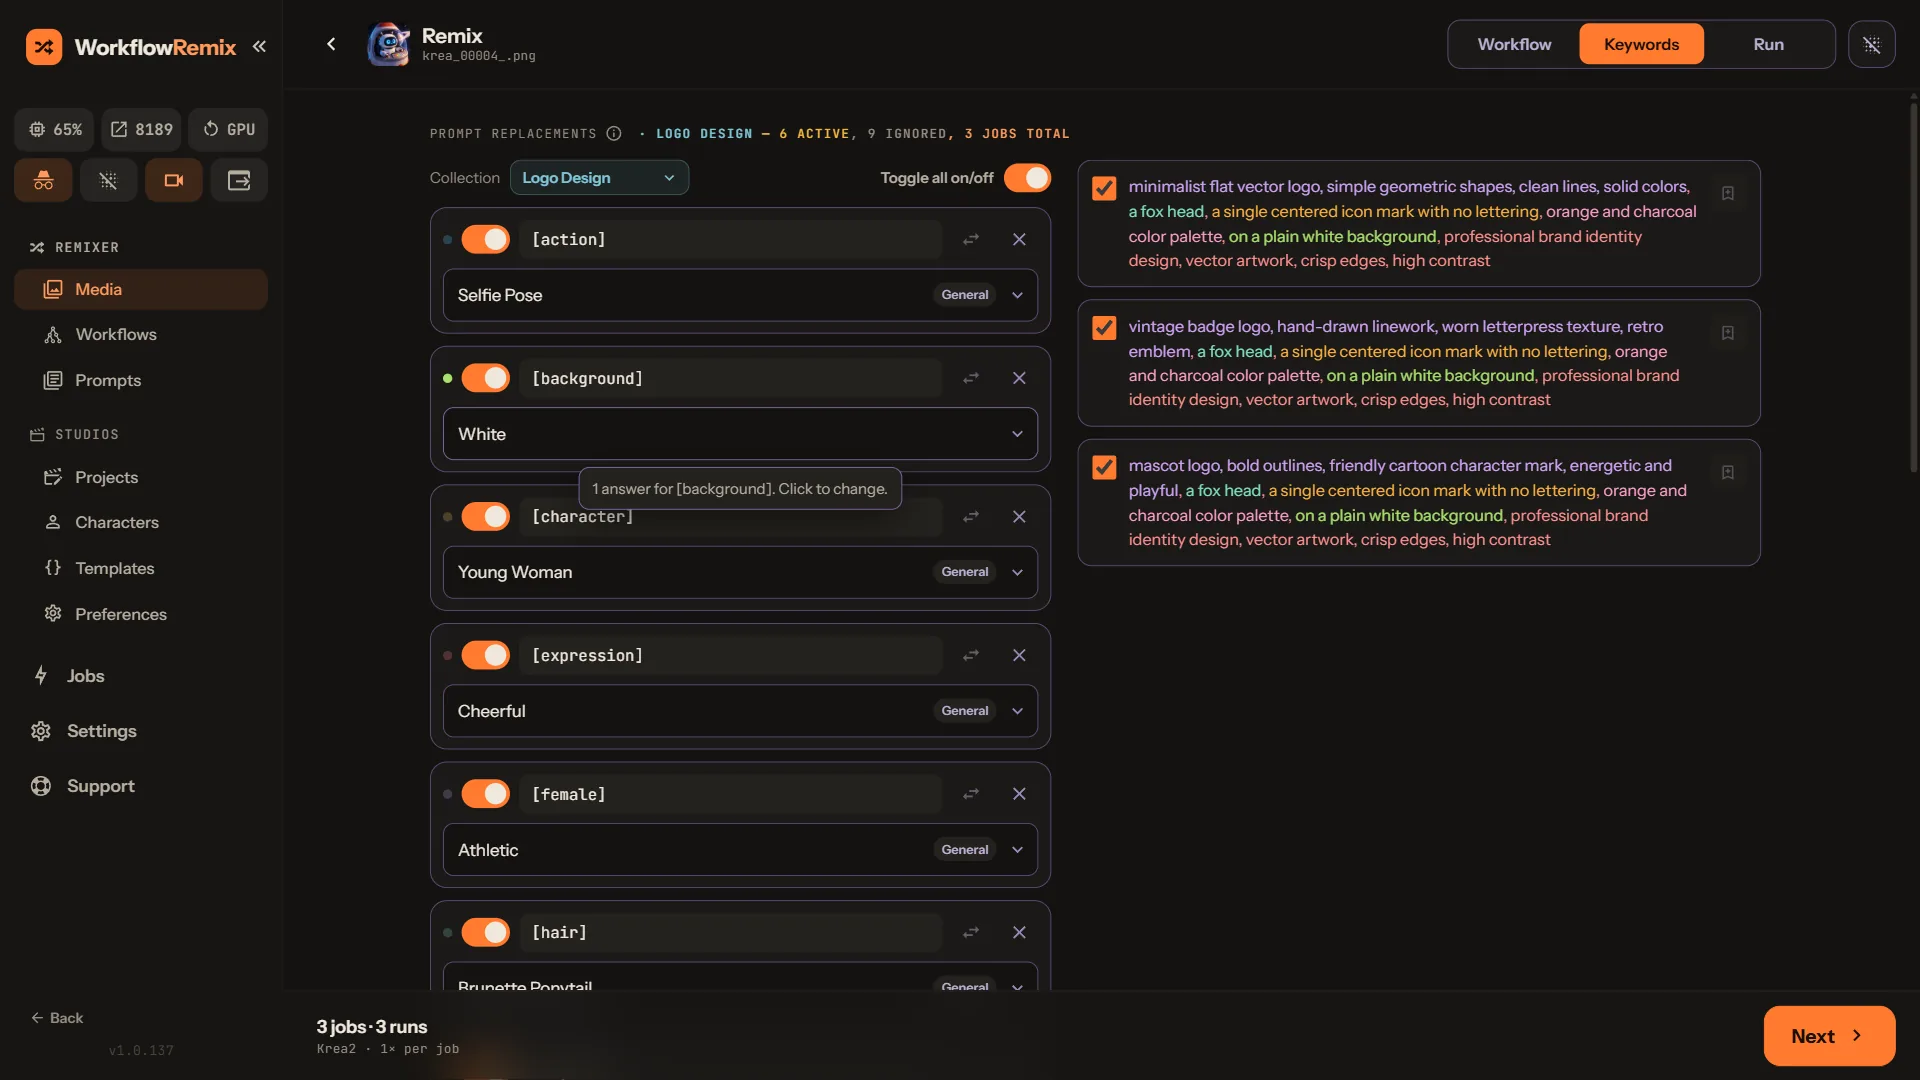 WorkflowRemix
Remix
krea_00004_.png
Workflow
Keywords
Run
65%
8189
GPU
REMIXER
Media
Workflows
Prompts
STUDIOS
Projects
Characters
Templates
Preferences
Jobs
Settings
Support
Back
v1.0.137
PROMPT REPLACEMENTS · LOGO DESIGN — 6 ACTIVE, 9 IGNORED, 3 JOBS TOTAL
Collection
Logo Design
Toggle all on/off
[action]
Selfie Pose
General
[background]
White
1 answer for [background]. Click to change.
[character]
Young Woman
General
[expression]
Cheerful
General
[female]
Athletic
General
[hair]
Brunette Ponytail
General
minimalist flat vector logo, simple geometric shapes, clean lines, solid colors,
a fox head, a single centered icon mark with no lettering, orange and charcoal
color palette, on a plain white background, professional brand identity
design, vector artwork, crisp edges, high contrast
vintage badge logo, hand-drawn linework, worn letterpress texture, retro
emblem, a fox head, a single centered icon mark with no lettering, orange
and charcoal color palette, on a plain white background, professional brand
identity design, vector artwork, crisp edges, high contrast
mascot logo, bold outlines, friendly cartoon character mark, energetic and
playful, a fox head, a single centered icon mark with no lettering, orange and
charcoal color palette, on a plain white background, professional brand
identity design, vector artwork, crisp edges, high contrast
3 jobs · 3 runs
Krea2 · 1× per job
Next